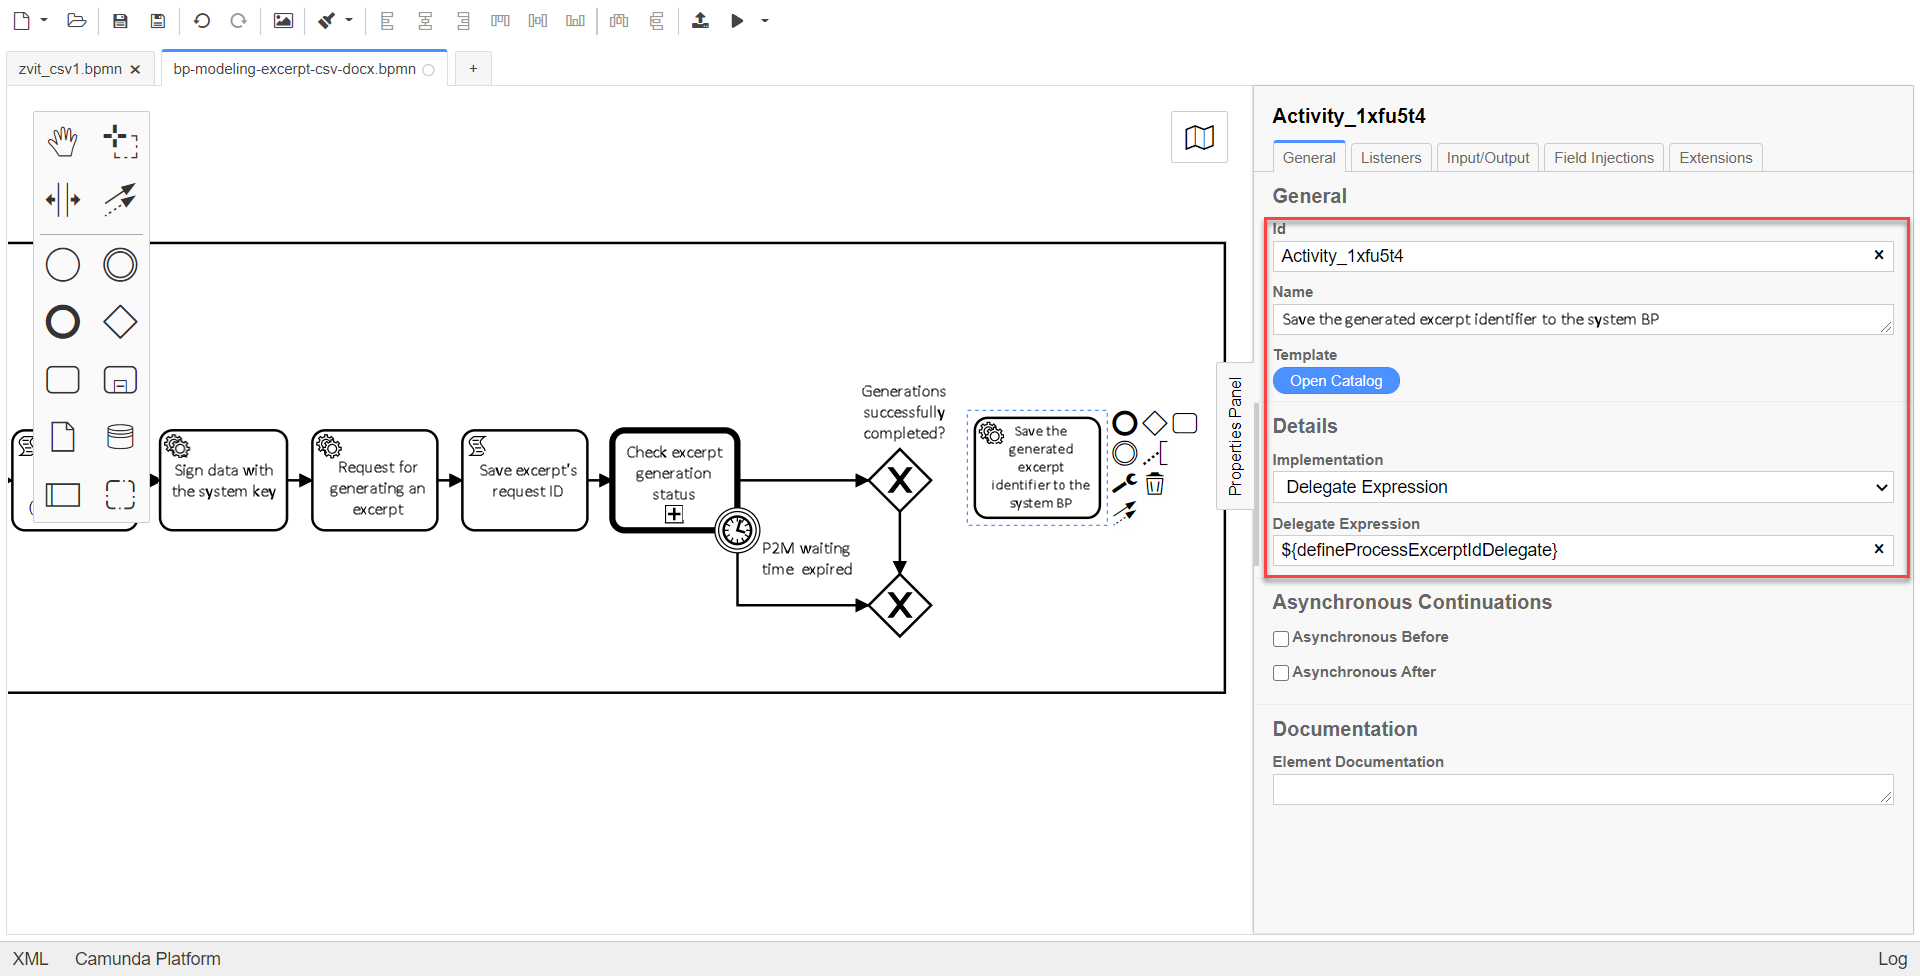 zvit_csv1.bpmn
bp-modeling-excerpt-csv-docx.bpmn
+
Activity_1xfu5t4
General
Listeners
Input/Output
Field Injections
Extensions
General
Id
Activity_1xfu5t4
Name
Save the generated excerpt identifier to the system BP
Template
Open Catalog
Details
Implementation
Delegate Expression
Delegate Expression
${defineProcessExcerptIdDelegate}
Asynchronous Continuations
Asynchronous Before
Asynchronous After
Documentation
Element Documentation
Properties Panel
(
Sign data with
the system key
Request for
generating an
excerpt
Save excerpt's
request ID
Check excerpt
generation
status
P2M waiting
time expired
Generations
successfully
completed?
Save the
generated
excerpt
identifier to the
system BP
XML
Camunda Platform
Log